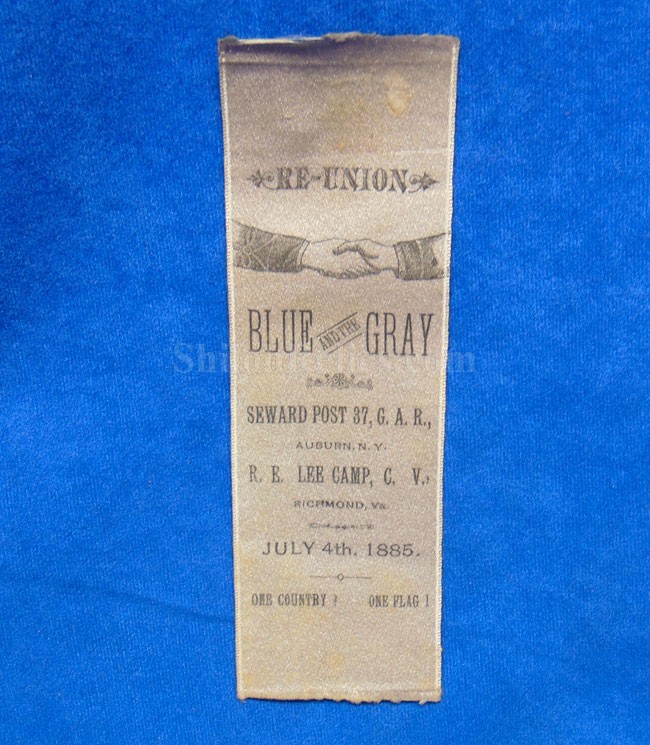 RE-UNION
BLUE AND THE GRAY
SEWARD POST 37, G. A. R.,
AUBURN, N. Y.
R. E. LEE CAMP, C. V.,
RICHMOND, Va.
JULY 4th, 1885.
ONE COUNTRY! ONE FLAG!